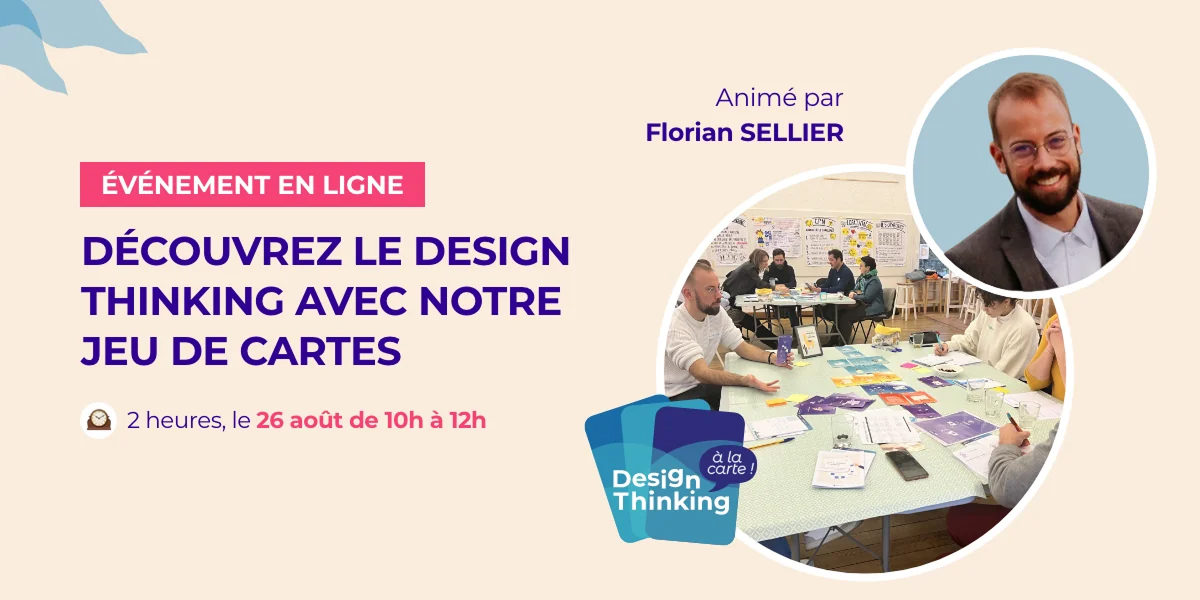 Animé par
Florian SELLIER
ÉVÉNEMENT EN LIGNE
DÉCOUVREZ LE DESIGN
THINKING AVEC NOTRE
JEU DE CARTES
2 heures, le 26 août de 10h à 12h
à la
carte !
Design
Thinking